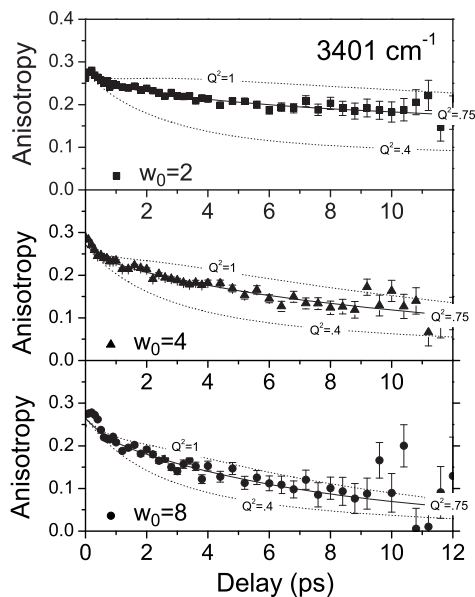 0.4
3401 cm⁻¹
0.3
Q²=1
0.2
Q²=.75
0.1
Q²=.4
w₀=2
0.0
2 4 6 8 10
Anisotropy
0.3
Q²=1
0.2
0.1
Q²=.75
Q²=.4
w₀=4
0.0
2 4 6 8 10
Anisotropy
0.3
Q²=1
0.2
0.1
Q²=.4
Q²=.75
w₀=8
0.0
0 2 4 6 8 10 12
Anisotropy
Delay (ps)